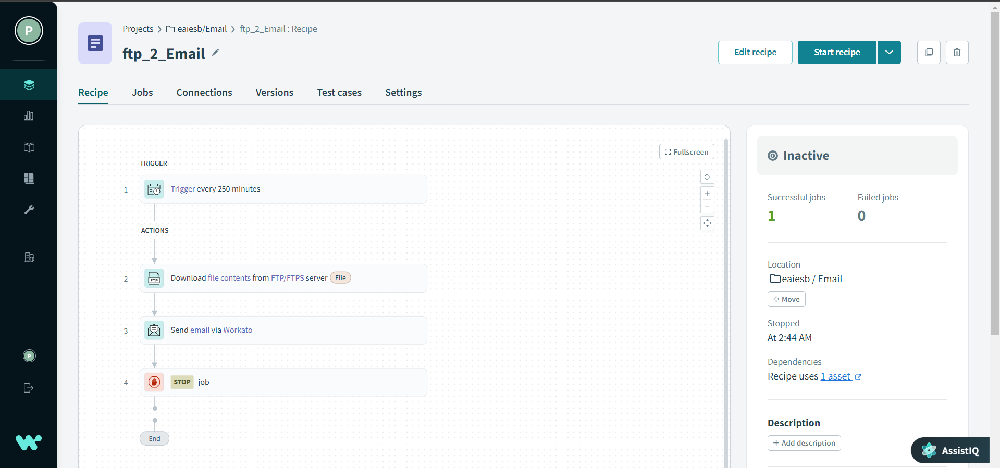 P
Projects > eaiesb/Email > ftp_2_Email : Recipe
ftp_2_Email
Edit recipe
Start recipe
Recipe
Jobs
Connections
Versions
Test cases
Settings
Fullscreen
TRIGGER
1
Trigger every 250 minutes
ACTIONS
2
FTP
Download file contents from FTP/FTPS server File
3
Send email via Workato
4
STOP job
End
Inactive
Successful jobs
Failed jobs
1
0
Location
eaiesb / Email
Move
Stopped
At 2:44 AM
Dependencies
Recipe uses 1 asset
Description
+ Add description
AssistIQ
P